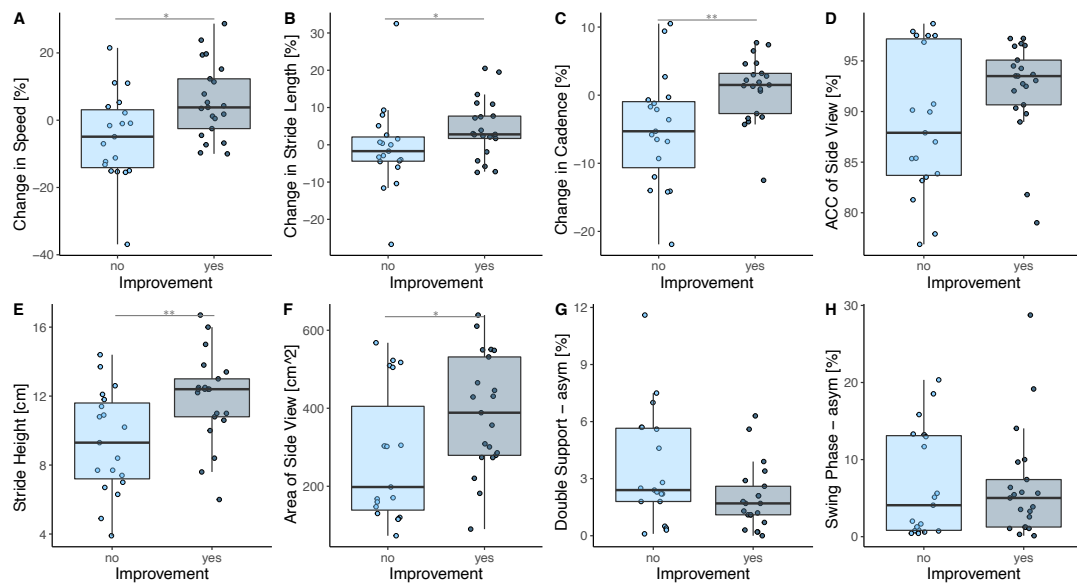 A
*
Change in Speed [%]
20
0
−20
−40
no
yes
Improvement
B
*
Change in Stride Length [%]
30
20
10
0
−10
−20
no
yes
Improvement
C
**
Change in Cadence [%]
10
0
−10
−20
no
yes
Improvement
D
ACC of Side View [%]
95
90
85
80
no
yes
Improvement
E
**
Stride Height [cm]
16
12
8
4
no
yes
Improvement
F
*
Area of Side View [cm^2]
600
400
200
no
yes
Improvement
G
Double Support − asym [%]
12
9
6
3
0
no
yes
Improvement
H
Swing Phase − asym [%]
30
20
10
0
no
yes
Improvement